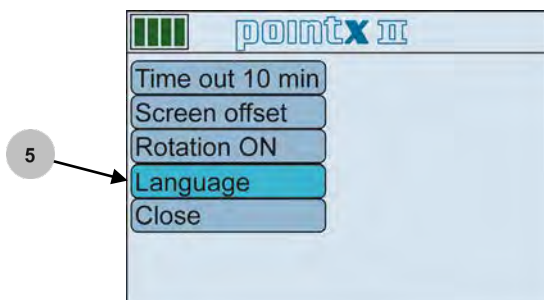 pointx II
Time out 10 min
Screen offset
Rotation ON
5
Language
Close